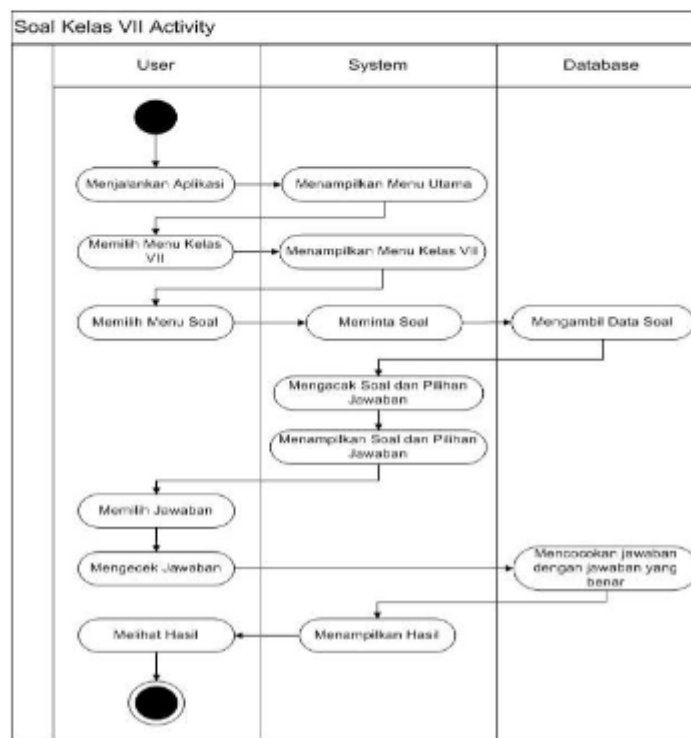 Soal Kelas VII Activity
User
System
Database
Menjalankan Aplikasi
Menampilkan Menu Utama
Memilih Menu Kelas
VII
Menampilkan Menu Kelas VII
Memilih Menu Soal
Meminta Soal
Mengambil Data Soal
Mengacak Soal dan Pilihan
Jawaban
Menampilkan Soal dan Pilihan
Jawaban
Memilih Jawaban
Mengecek Jawaban
Mencocokan jawaban
dengan jawaban yang
benar
Melihat Hasil
Menampilkan Hasil